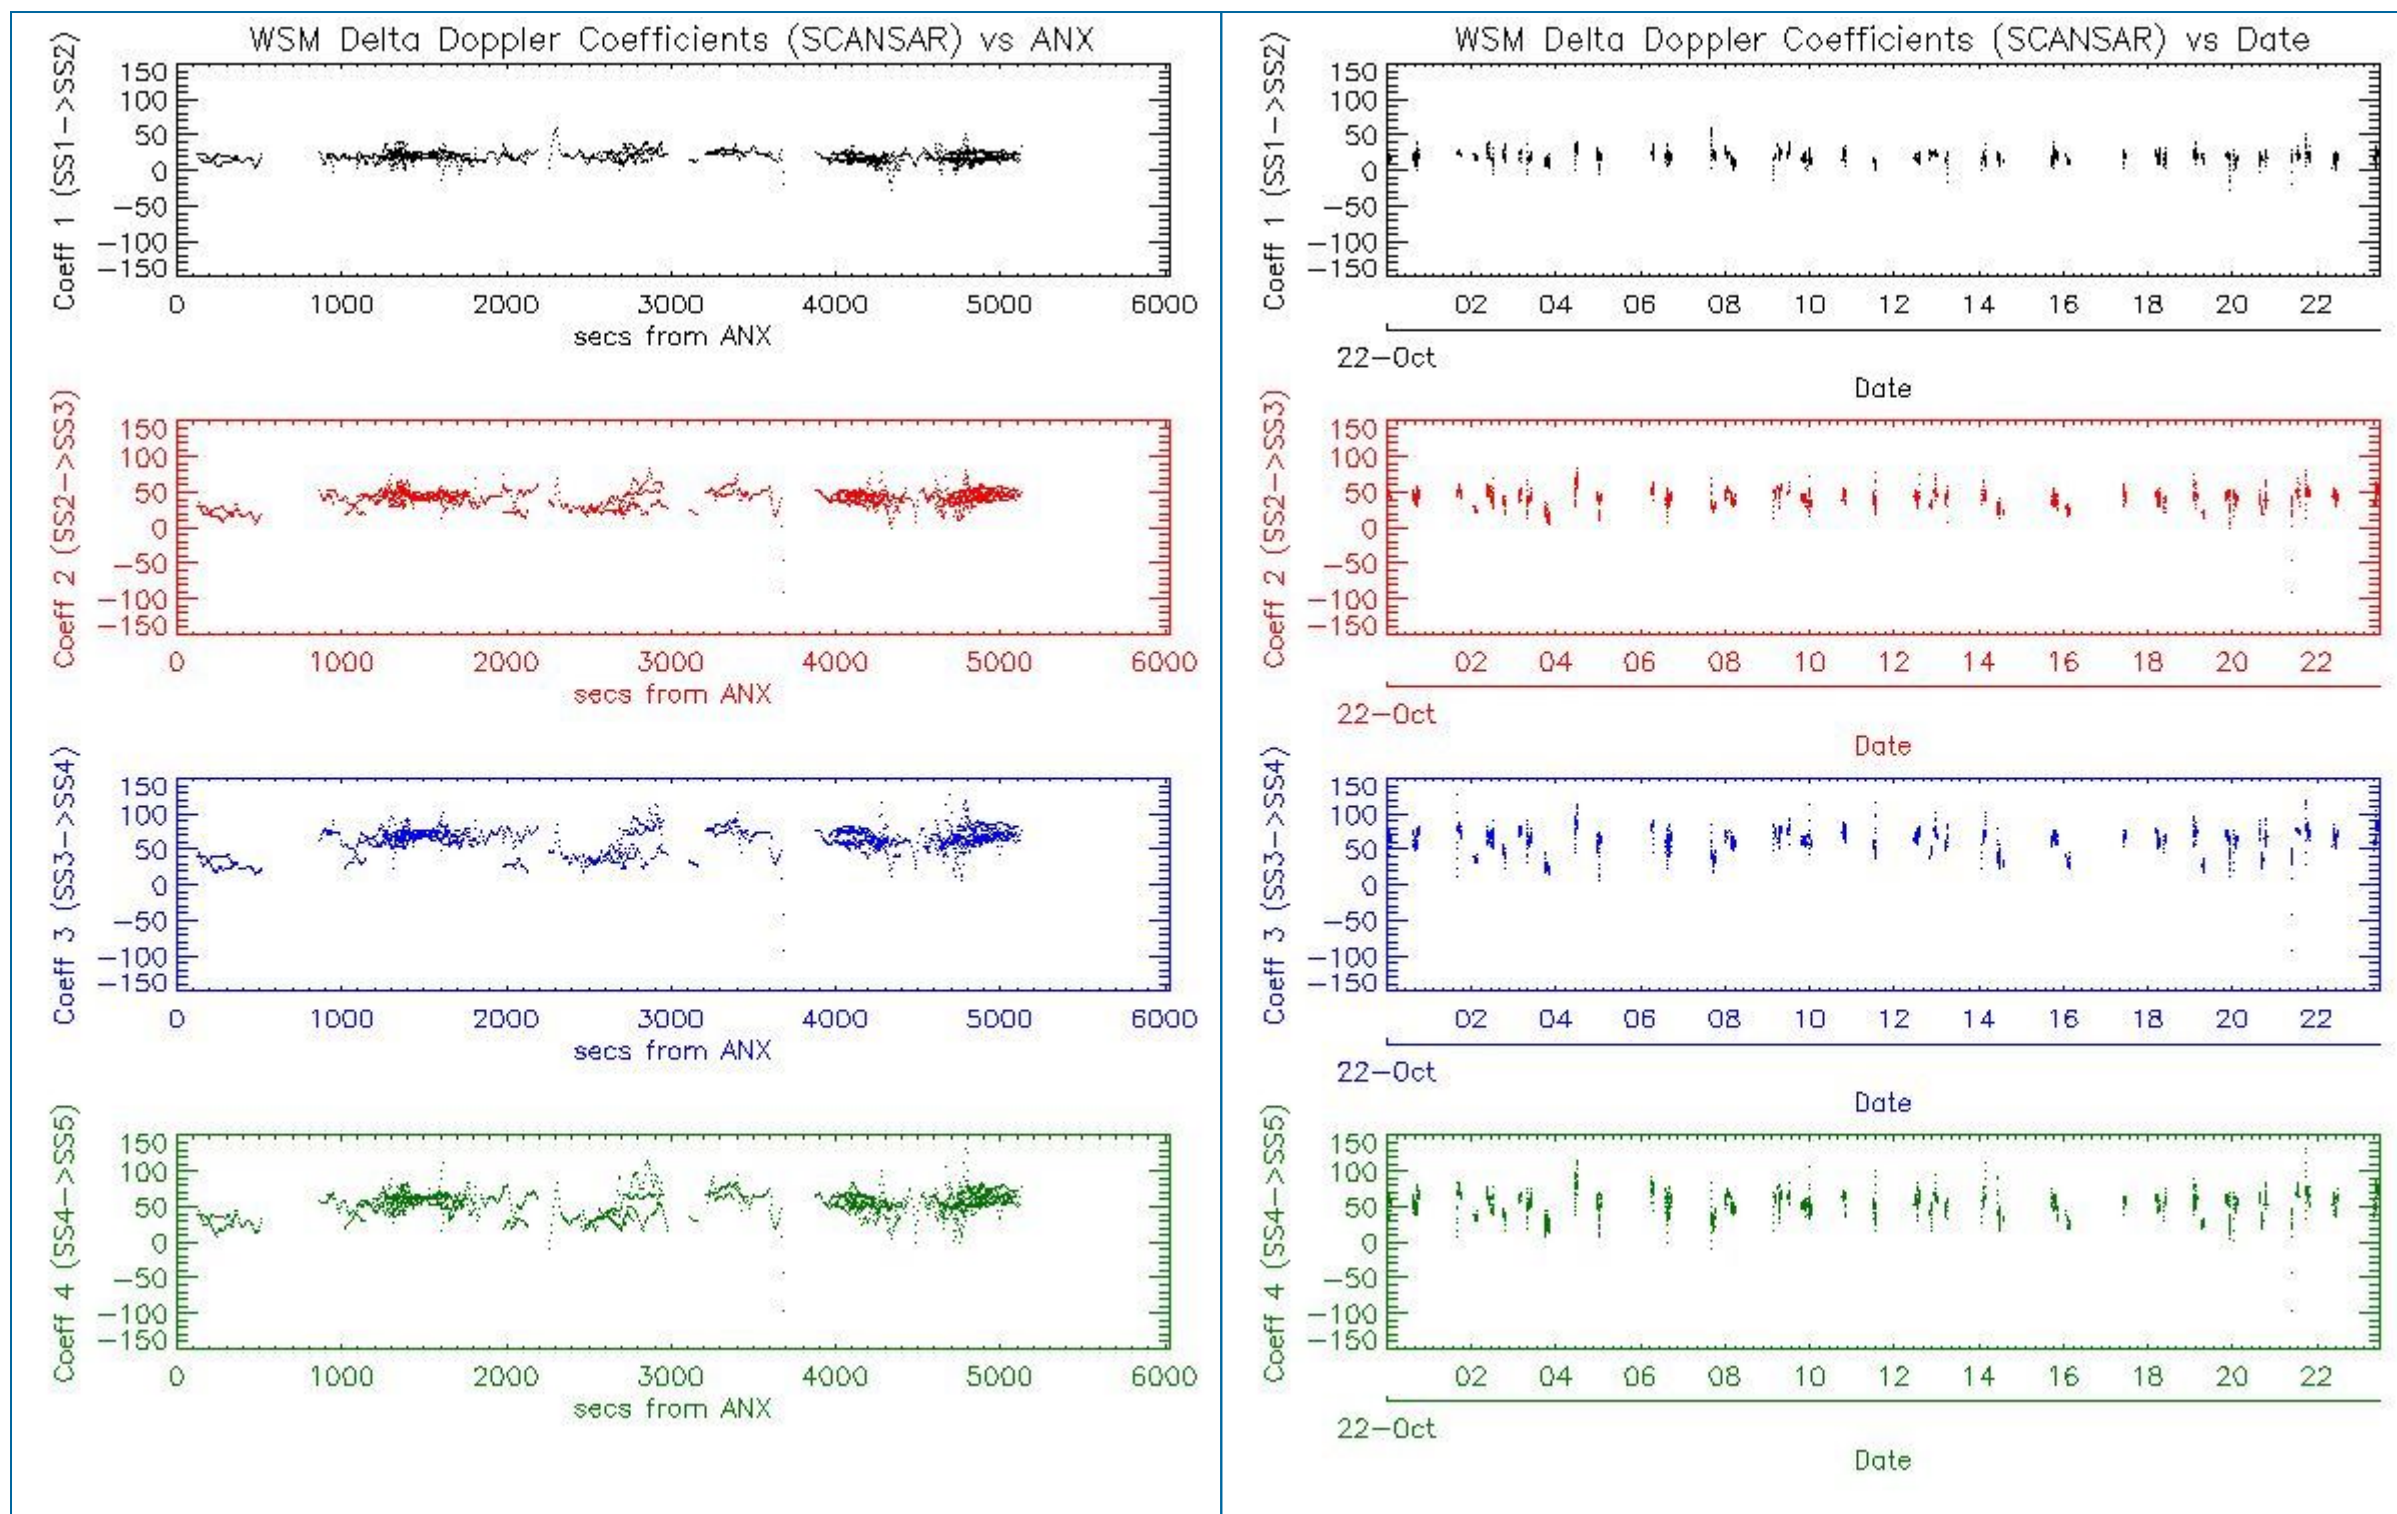 WSM Delta Doppler Coefficients (SCANSAR) vs ANX
Coeff 1 (SS1->SS2)
150
100
50
0
-50
-100
-150
0 1000 2000 3000 4000 5000 6000
secs from ANX
Coeff 2 (SS2->SS3)
150
100
50
0
-50
-100
-150
0 1000 2000 3000 4000 5000 6000
secs from ANX
Coeff 3 (SS3->SS4)
150
100
50
0
-50
-100
-150
0 1000 2000 3000 4000 5000 6000
secs from ANX
Coeff 4 (SS4->SS5)
150
100
50
0
-50
-100
-150
0 1000 2000 3000 4000 5000 6000
secs from ANX
WSM Delta Doppler Coefficients (SCANSAR) vs Date
Coeff 1 (SS1->SS2)
150
100
50
0
-50
-100
-150
02 04 06 08 10 12 14 16 18 20 22
22-Oct
Date
Coeff 2 (SS2->SS3)
150
100
50
0
-50
-100
-150
02 04 06 08 10 12 14 16 18 20 22
22-Oct
Date
Coeff 3 (SS3->SS4)
150
100
50
0
-50
-100
-150
02 04 06 08 10 12 14 16 18 20 22
22-Oct
Date
Coeff 4 (SS4->SS5)
150
100
50
0
-50
-100
-150
02 04 06 08 10 12 14 16 18 20 22
22-Oct
Date